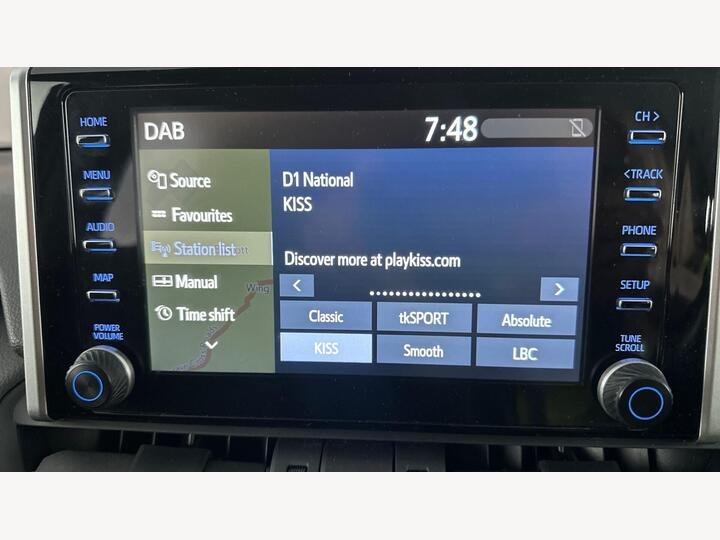 HOME
MENU
AUDIO
MAP
POWER
VOLUME
DAB
7:48
Source
Favourites
Station list
Manual
Time shift
Wing
D1 National
KISS
Discover more at playkiss.com
<
>
Classic
tkSPORT
Absolute
KISS
Smooth
LBC
CH >
<TRACK
PHONE
SETUP
TUNE
SCROLL